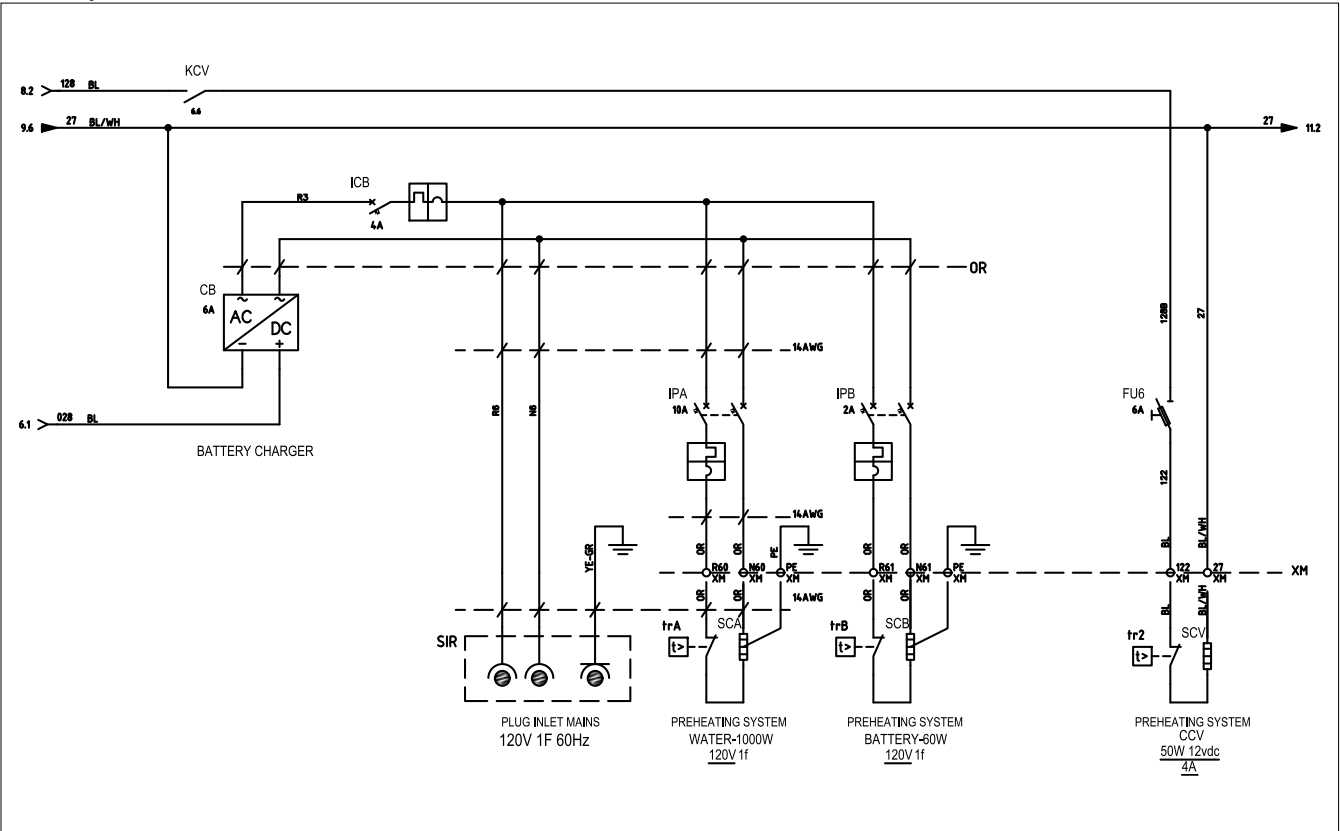 KCV
8.2 128 BL
6.6
9.6 27 BL/WH 27 11.2
ICB
R3
4A
OR
CB
6A
AC
DC
- +
14AWG
IPA
10A
IPB
2A
FU6
6A
128B
27
R6
N6
6.1 028 BL
BATTERY CHARGER
122
14AWG
YE-GR
OR
OR
PE
OR
OR
BL
BL/WH
R60 N60 PE R61 N61 PE 122 27
XM XM XM XM XM XM XM XM
XM
OR
OR
OR
OR
BL
BL/WH
14AWG
SIR
trA
t>
SCA
trB
t>
SCB
tr2
t>
SCV
PLUG INLET MAINS
120V 1F 60Hz
PREHEATING SYSTEM
WATER-1000W
120V 1f
PREHEATING SYSTEM
BATTERY-60W
120V 1f
PREHEATING SYSTEM
CCV
50W 12vdc
4A